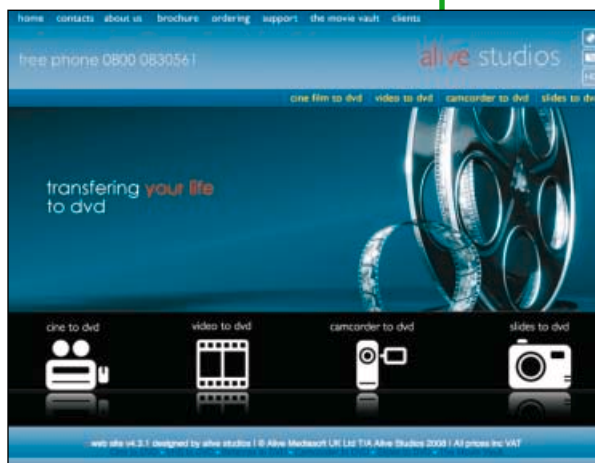 home contacts about us brochure ordering support the movie vault clients
free phone 0800 0830561
alive studios
cine film to dvd video to dvd camcorder to dvd slides to dvd
transfering your life
to dvd
cine to dvd video to dvd camcorder to dvd slides to dvd
web site v4.3.1 designed by alive studios | © Alive Mediasoft UK Ltd T/A Alive Studios 2008 | All prices inc VAT